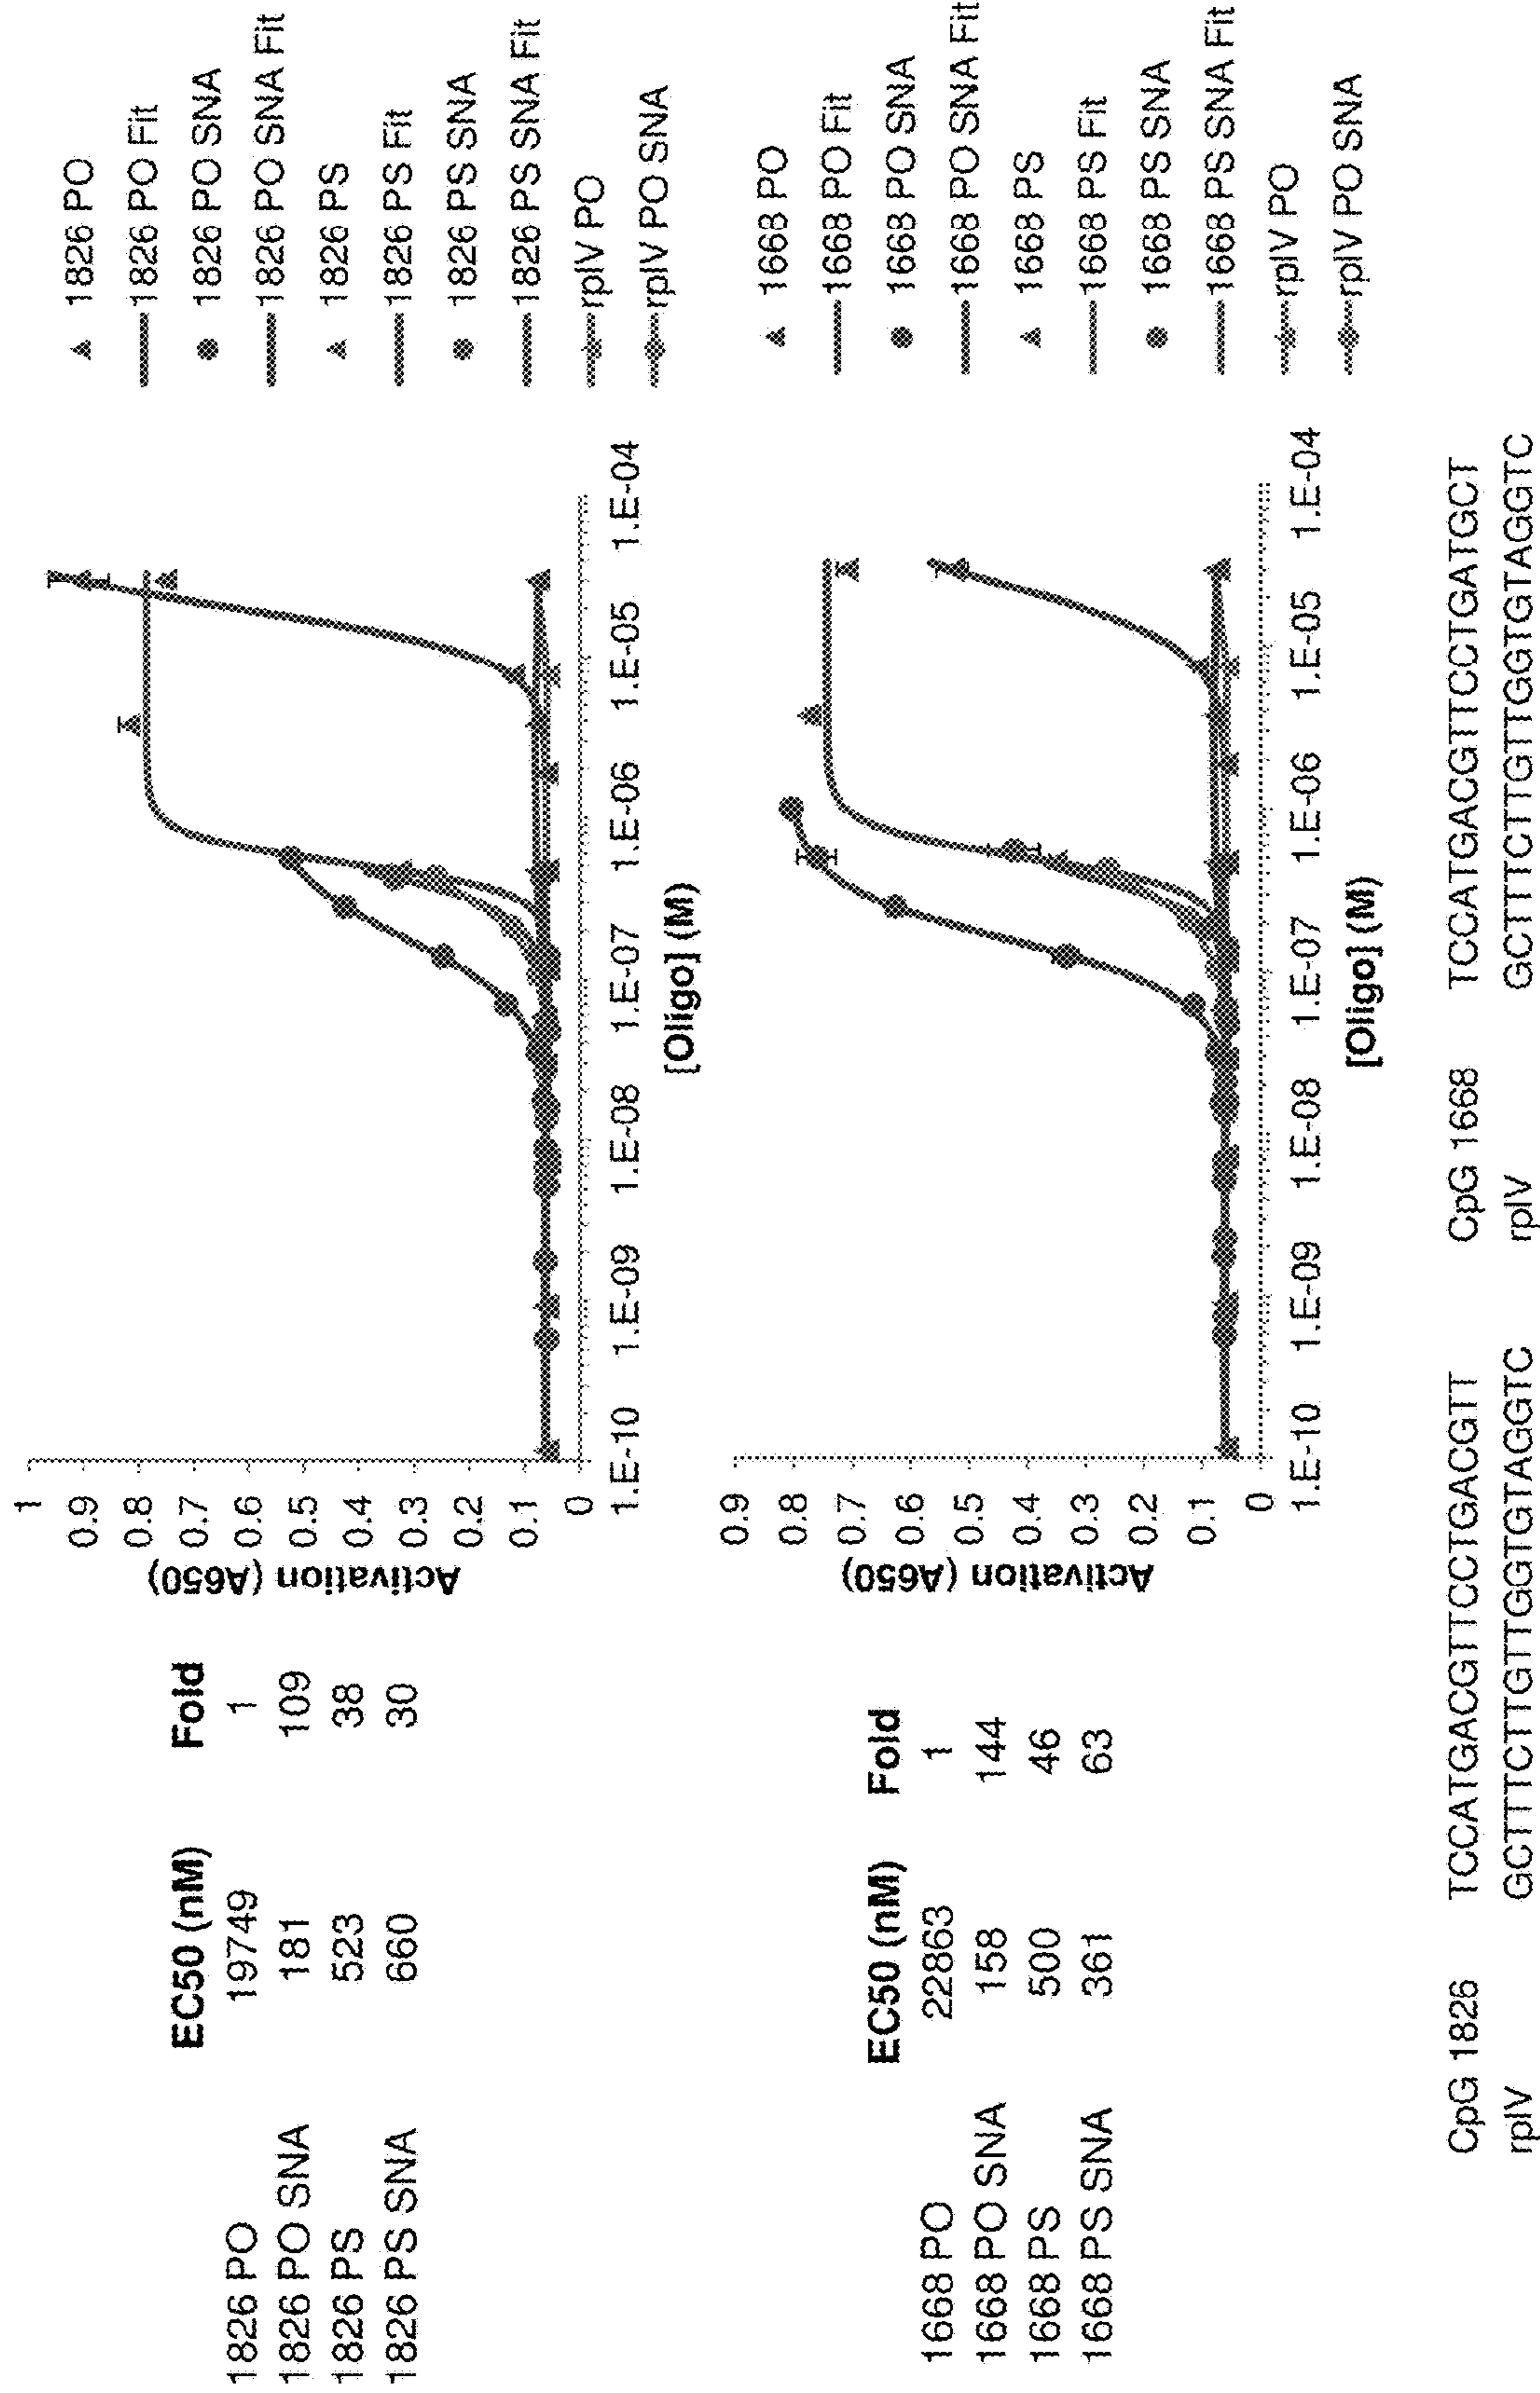 EC50 (nM) Fold
1826 PO 19749 1
1826 PO SNA 181 109
1826 PS 523 38
1826 PS SNA 660 30
Activation (A650)
1
0.9
0.8
0.7
0.6
0.5
0.4
0.3
0.2
0.1
0
1.E-10 1.E-09 1.E-08 1.E-07 1.E-06 1.E-05 1.E-04
[Oligo] (M)
1826 PO
1826 PO Fit
1826 PO SNA
1826 PO SNA Fit
1826 PS
1826 PS Fit
1826 PS SNA
1826 PS SNA Fit
rplV PO
rplV PO SNA
EC50 (nM) Fold
1668 PO 22863 1
1668 PO SNA 158 144
1668 PS 500 46
1668 PS SNA 361 63
Activation (A650)
0.9
0.8
0.7
0.6
0.5
0.4
0.3
0.2
0.1
0
1.E-10 1.E-09 1.E-08 1.E-07 1.E-06 1.E-05 1.E-04
[Oligo] (M)
1668 PO
1668 PO Fit
1668 PO SNA
1668 PO SNA Fit
1668 PS
1668 PS Fit
1668 PS SNA
1668 PS SNA Fit
rplV PO
rplV PO SNA
CpG 1826 TCCATGACGTTCCTGACGTT CpG 1668 TCCATGACGTTCCTGATGCT
rplV GCTTTCTTGTTGGTGTAGGTC rplV GCTTTCTTGTTGGTGTAGGTC